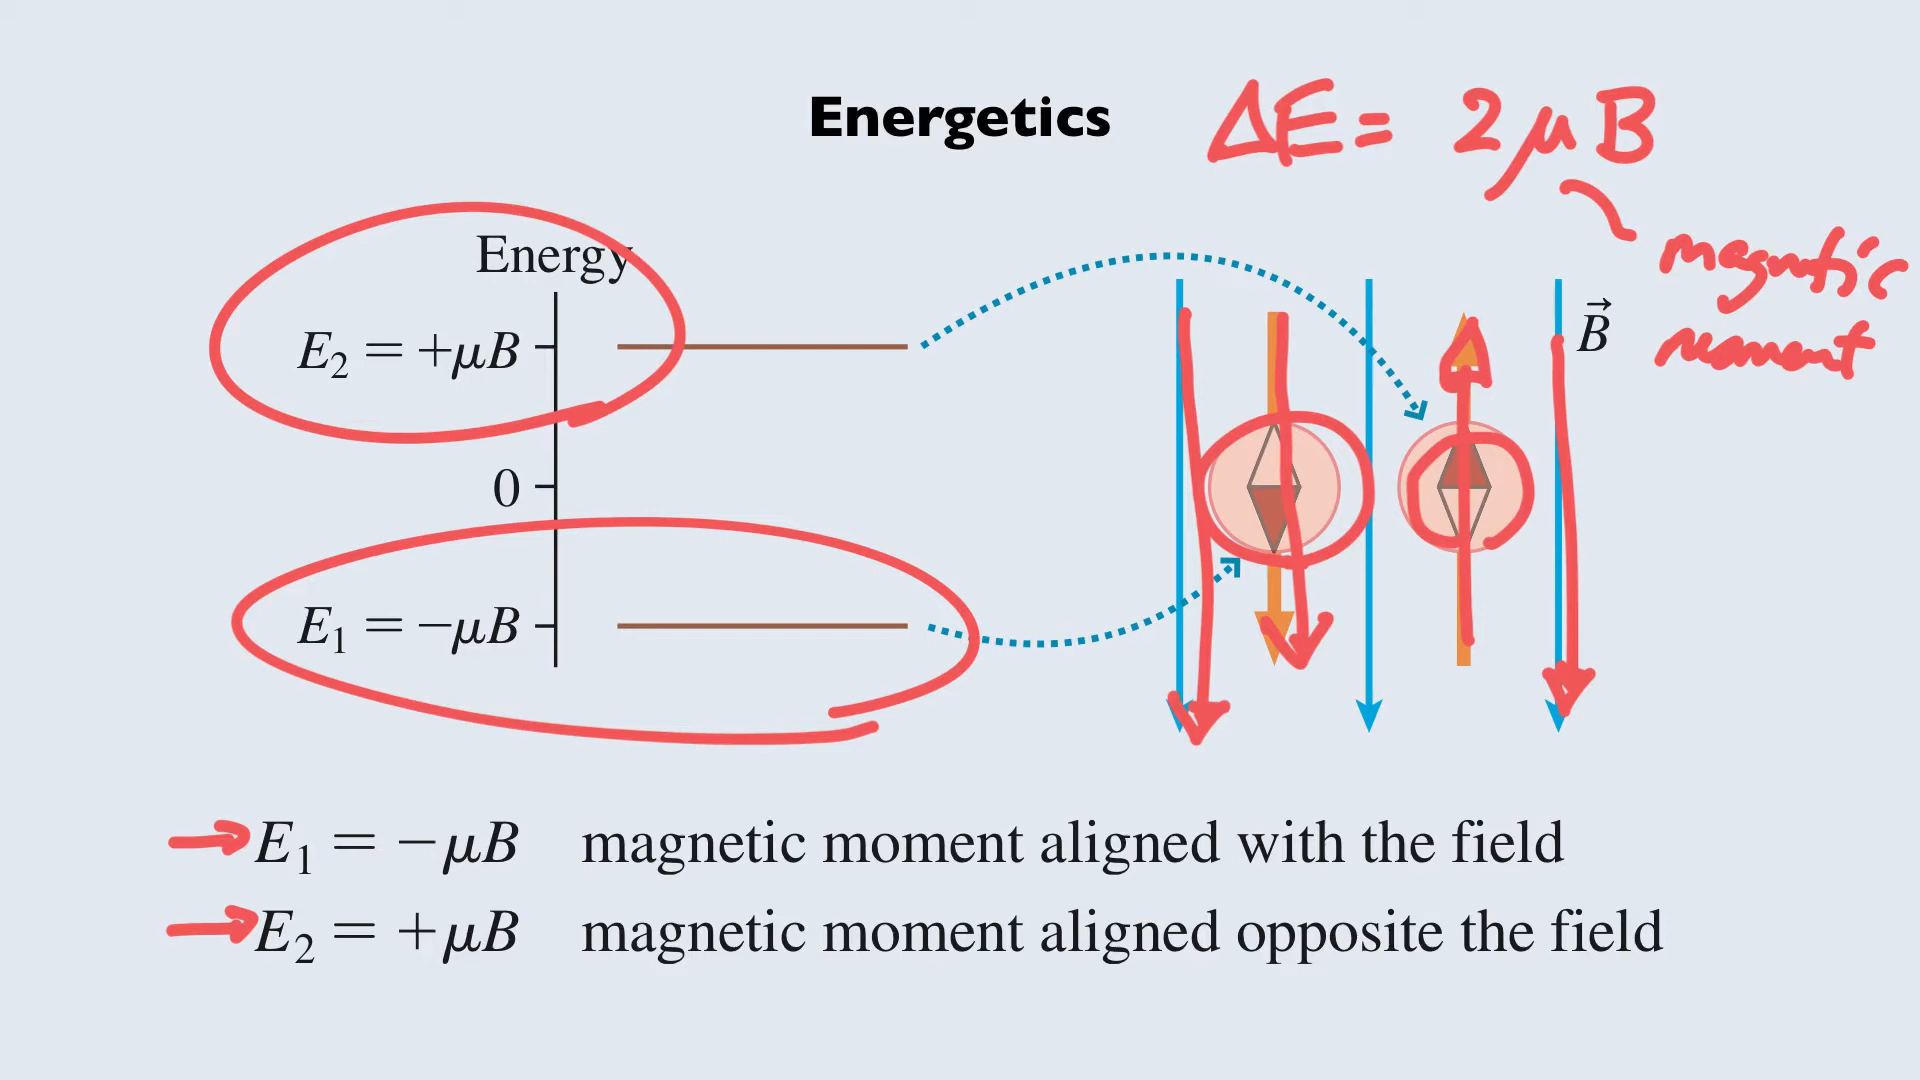 Energetics
ΔE = 2μB
magnetic
moment
Energy
E₂ = +μB
0
E₁ = −μB
B⃗
E₁ = −μB magnetic moment aligned with the field
E₂ = +μB magnetic moment aligned opposite the field